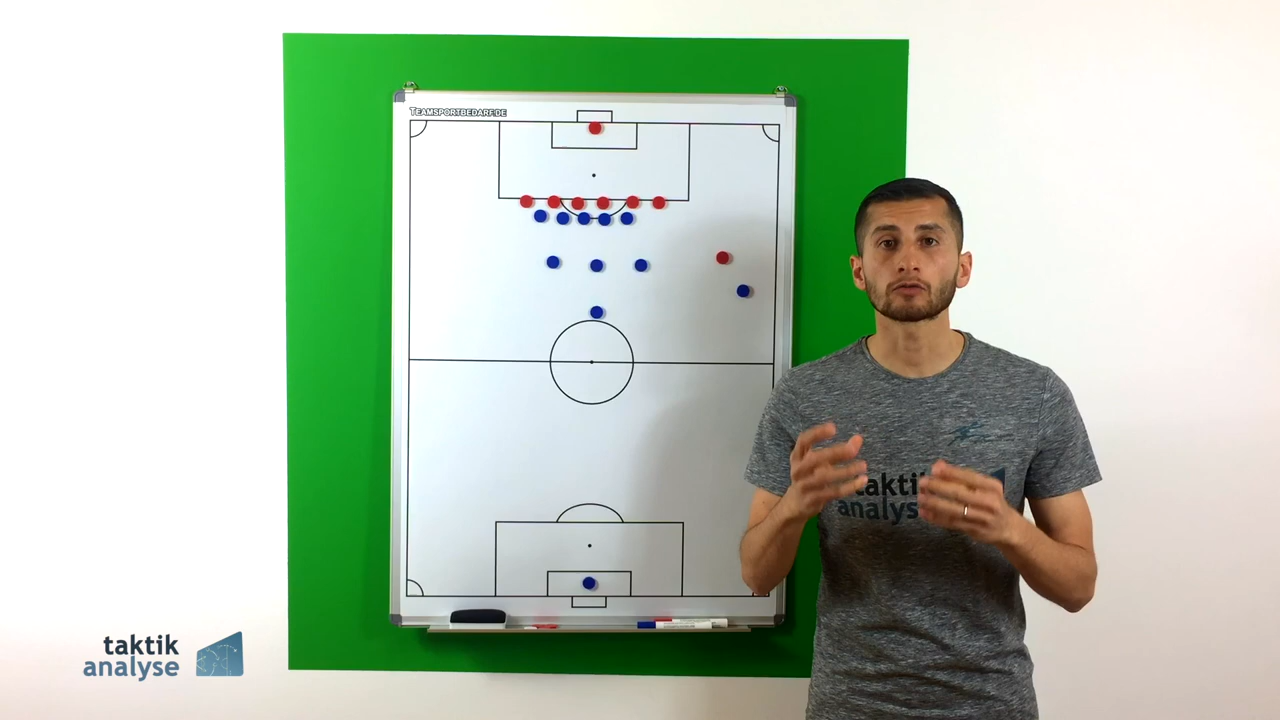 TEAMSPORTBEDARF.DE
taktik
analyse
taktik
analyse